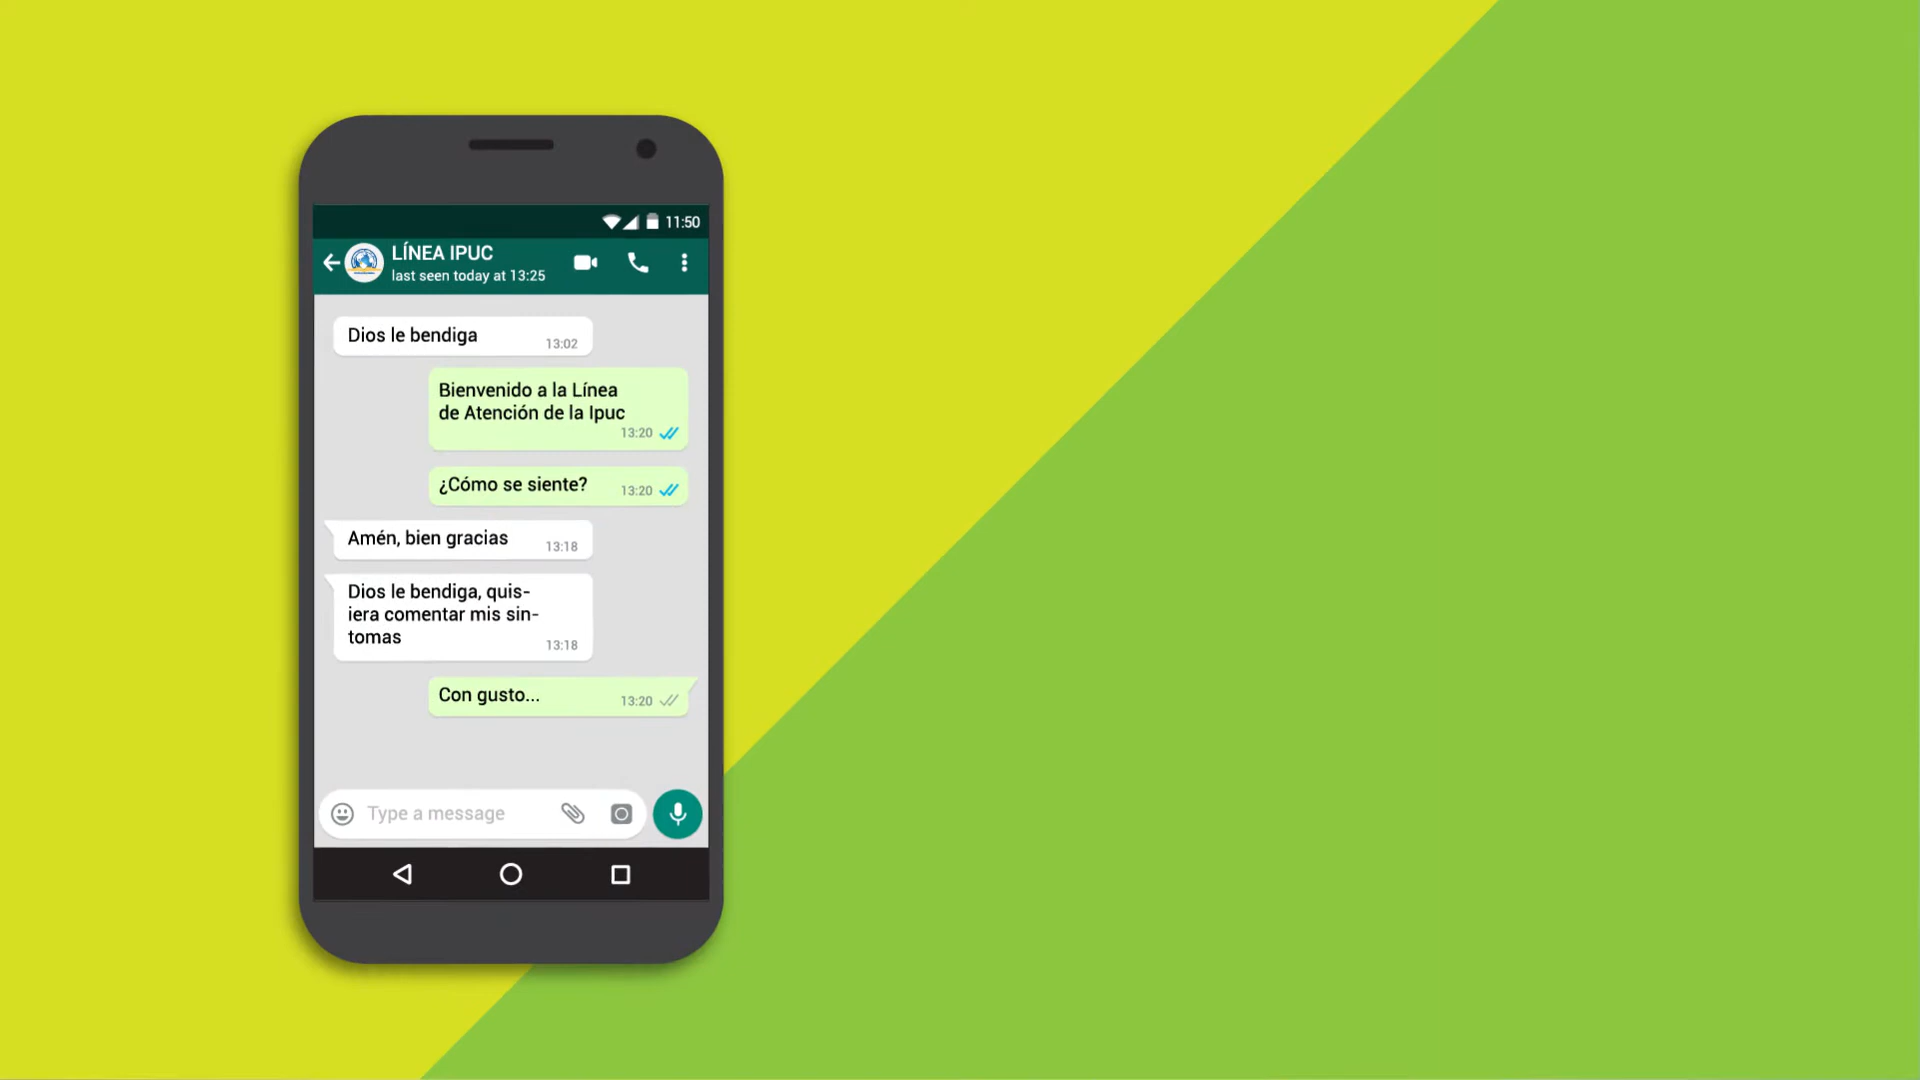 11:50
LÍNEA IPUC
last seen today at 13:25
Dios le bendiga
13:02
Bienvenido a la Línea
de Atención de la Ipuc
13:20
¿Cómo se siente?
13:20
Amén, bien gracias
13:18
Dios le bendiga, quis-
iera comentar mis sin-
tomas
13:18
Con gusto...
13:20
Type a message